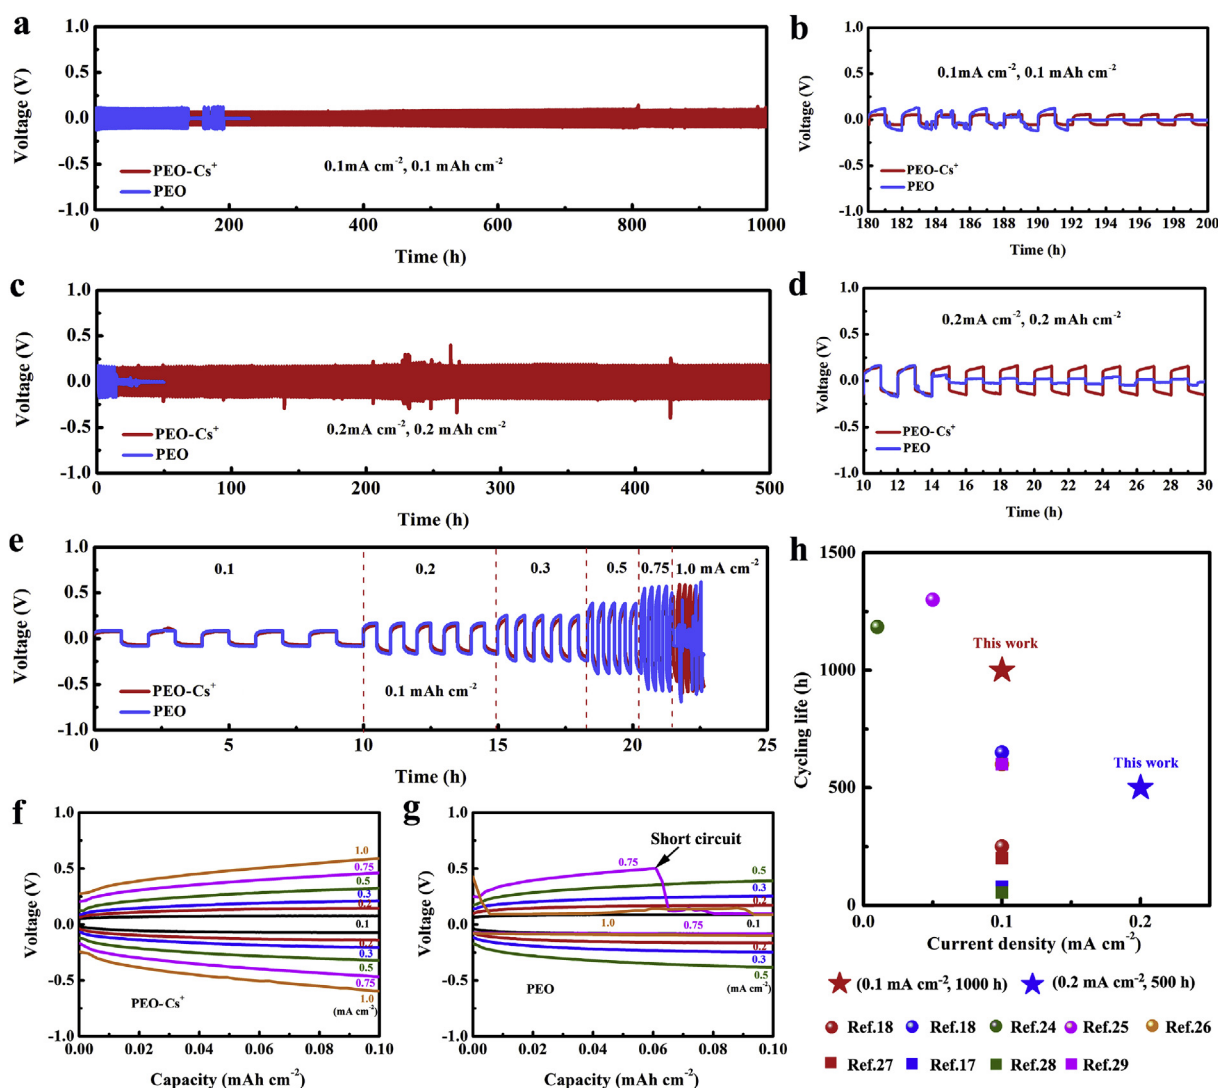 a
1.0
0.5
0.0
-0.5
-1.0
Voltage (V)
PEO-Cs⁺
PEO
0.1mA cm⁻², 0.1 mAh cm⁻²
0 200 400 600 800 1000
Time (h)
b
1.0
0.5
0.0
-0.5
-1.0
Voltage (V)
0.1mA cm⁻², 0.1 mAh cm⁻²
PEO-Cs⁺
PEO
180 182 184 186 188 190 192 194 196 198 200
Time (h)
c
1.0
0.5
0.0
-0.5
-1.0
Voltage (V)
PEO-Cs⁺
PEO
0.2mA cm⁻², 0.2 mAh cm⁻²
0 100 200 300 400 500
Time (h)
d
1.0
0.5
0.0
-0.5
-1.0
Voltage (V)
0.2mA cm⁻², 0.2 mAh cm⁻²
PEO-Cs⁺
PEO
10 12 14 16 18 20 22 24 26 28 30
Time (h)
e
1.0
0.5
0.0
-0.5
-1.0
Voltage (V)
0.1 0.2 0.3 0.5 0.75 1.0 mA cm⁻²
PEO-Cs⁺
PEO
0.1 mAh cm⁻²
0 5 10 15 20 25
Time (h)
f
1.0
0.5
0.0
-0.5
-1.0
Voltage (V)
1.0
0.75
0.5
0.3
0.2
0.1
0.2
0.3
0.5
0.75
1.0
(mA cm⁻²)
PEO-Cs⁺
0.00 0.02 0.04 0.06 0.08 0.10
Capacity (mAh cm⁻²)
g
1.0
0.5
0.0
-0.5
-1.0
Voltage (V)
Short circuit
0.75
0.5
0.3
0.2
1.0
0.75
0.1
0.2
0.3
0.5
(mA cm⁻²)
PEO
0.00 0.02 0.04 0.06 0.08 0.10
Capacity (mAh cm⁻²)
h
1500
1000
500
0
Cycling life (h)
This work
This work
0.0 0.1 0.2
Current density (mA cm⁻²)
(0.1 mA cm⁻², 1000 h) (0.2 mA cm⁻², 500 h)
Ref.18 Ref.18 Ref.24 Ref.25 Ref.26
Ref.27 Ref.17 Ref.28 Ref.29